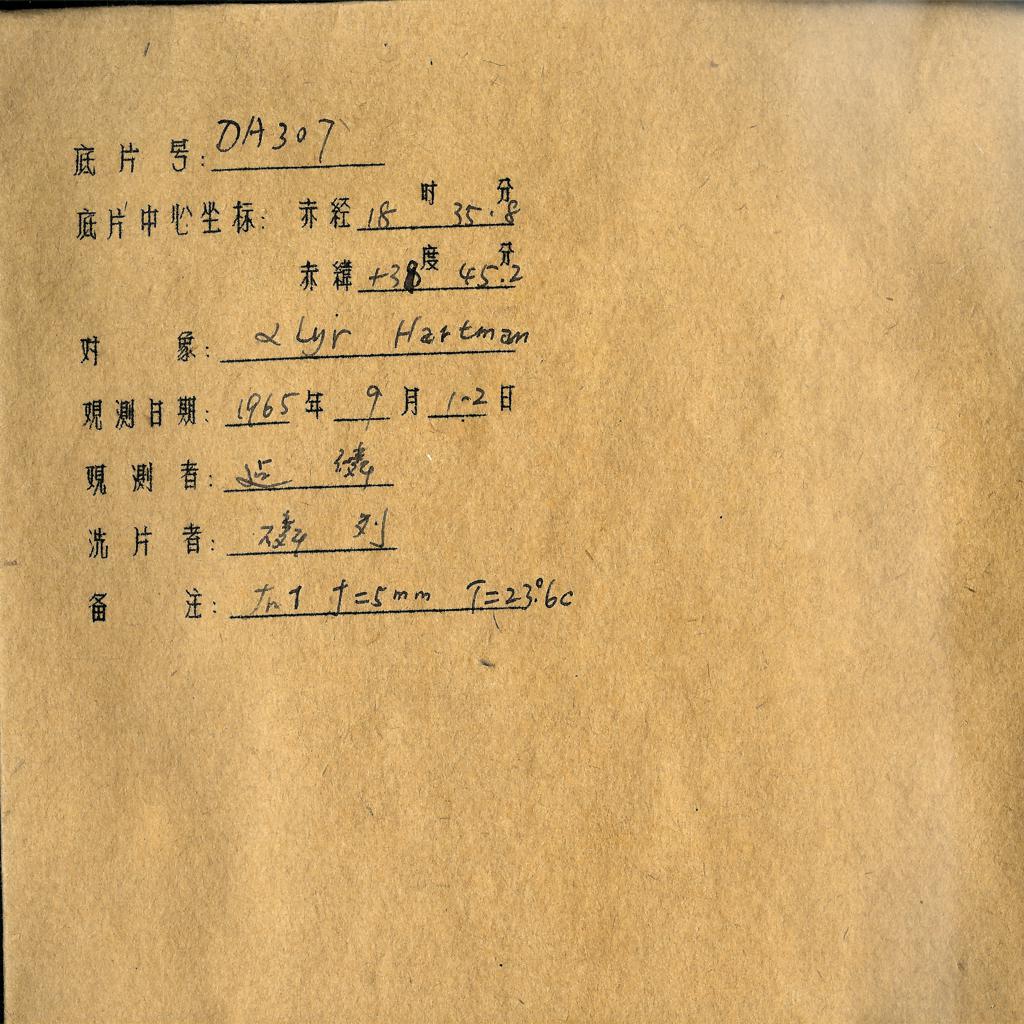 底片号: DA307
底片中心坐标: 赤经 18 时 35.8 分
赤緯 +38 度 45.2 分
对 象: α Lyr Hartman
观测日期: 1965 年 9 月 1-2 日
观测者:
洗片者: 刘
备 注: f=5mm T=23.°6c